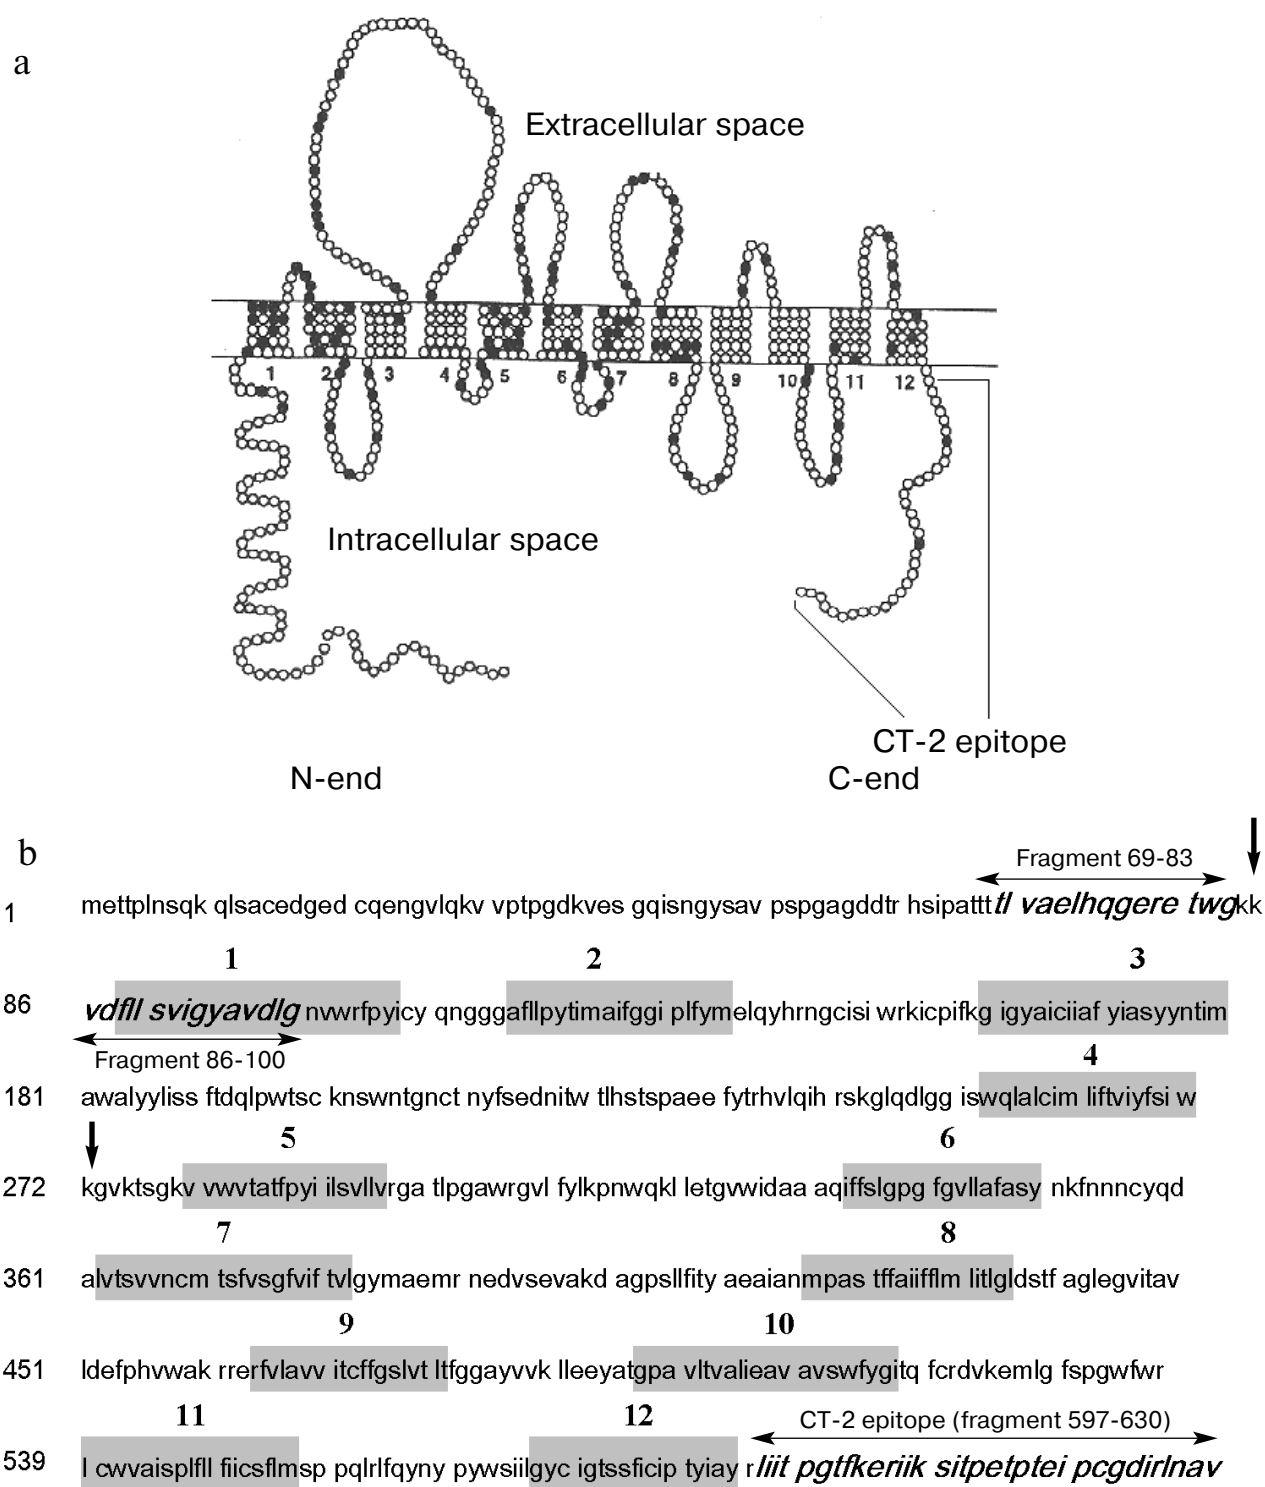 a
Extracellular space
1 2 3 4 5 6 7 8 9 10 11 12
Intracellular space
CT-2 epitope
N-end C-end
b
Fragment 69-83
1 mettplnsqk qlsacedged cqengvlqkv vptpgdkves gqisngysav pspgagddtr hsipattttl vaelhqgere twgkk
1 2 3
86 vdfll svigyavdlg nvwrfpyicy qngggafllpytimaifggi plfymelqyhrngcisi wrkicpifkg igyaiciiaf yiasyyntim
Fragment 86-100
4
181 awalyyliss ftdqlpwtsc knswntgnct nyfsednitw tlhstspaee fytrhvlqih rskglqdlgg iswqlalcim liftviyfsi w
5 6
272 kgvktsgkv vwvtatfpyi ilsvllvrga tlpgawrgvl fylkpnwqkl letgvwidaa aqiffslgpg fgvllafasy nkfnnncyqd
7 8
361 alvtsvvncm tsfvsgfvif tvlgymaemr nedvsevakd agpsllfity aeaianmpas tffaiifflm litlgldstf aglegvitav
9 10
451 ldefphvwak rrerfvlavv itcffgslvt ltfggayvvk lleeyatgpa vltvalieav avswfygitq fcrdvkemlg fspgwfwr
11 12 CT-2 epitope (fragment 597-630)
539 l cwvaisplfll fiicsflmsp pqlrlfqyny pywsiilgyc igtssficip tyiay rliit pgtfkeriik sitpetptei pcgdirlnav